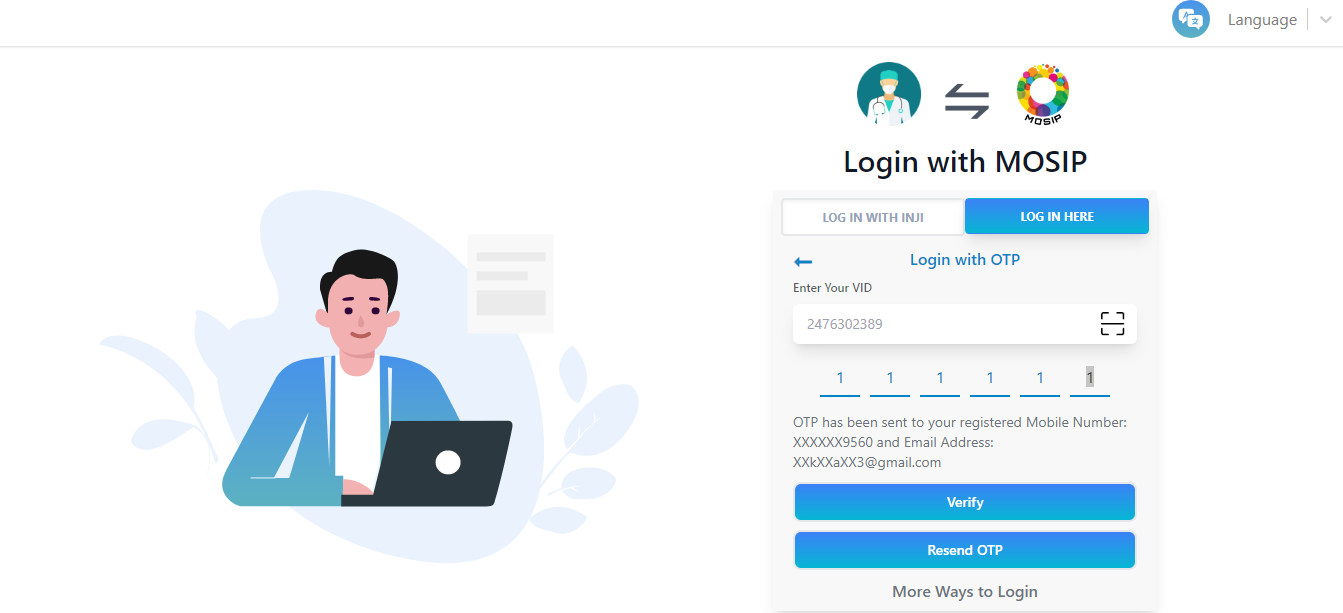 Language
MOSIP
Login with MOSIP
LOG IN WITH INJI
LOG IN HERE
Login with OTP
Enter Your VID
2476302389
1 1 1 1 1 1
OTP has been sent to your registered Mobile Number:
XXXXXX9560 and Email Address:
XXkXXaXX3@gmail.com
Verify
Resend OTP
More Ways to Login